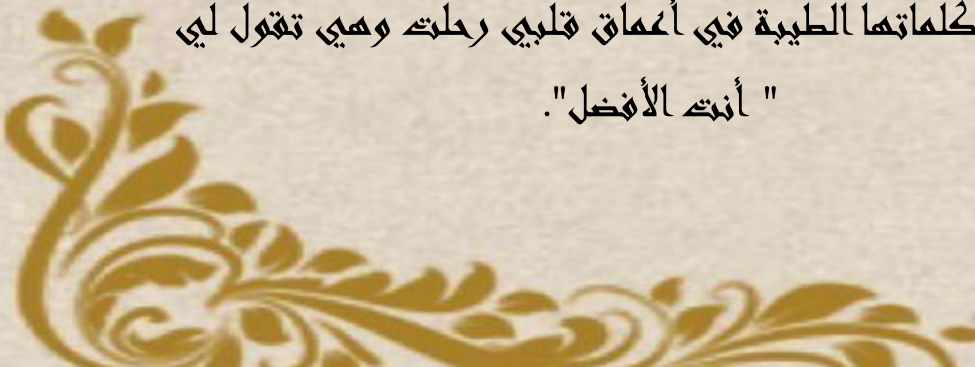 كلماتها الطيبة في أعماق قلبي رحلت وهي تقول لي
" أنت الأفضل".